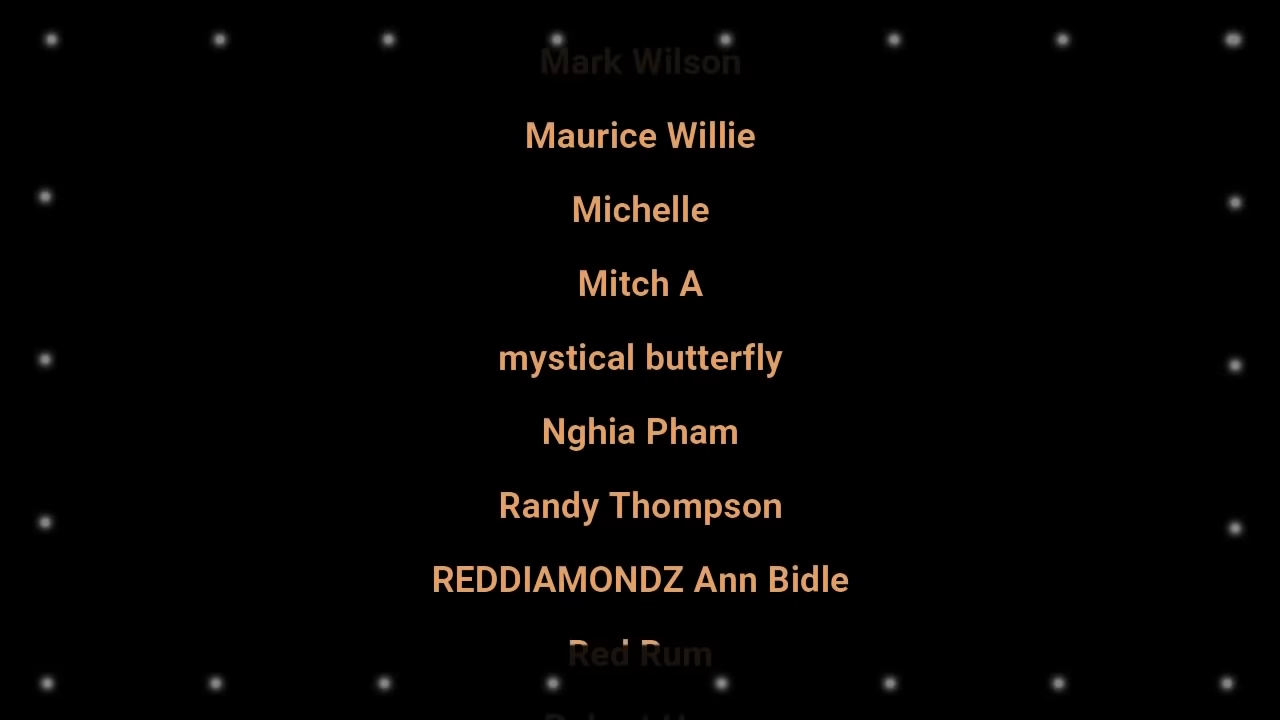 Mark Wilson
Maurice Willie
Michelle
Mitch A
mystical butterfly
Nghia Pham
Randy Thompson
REDDIAMONDZ Ann Bidle
Red Rum